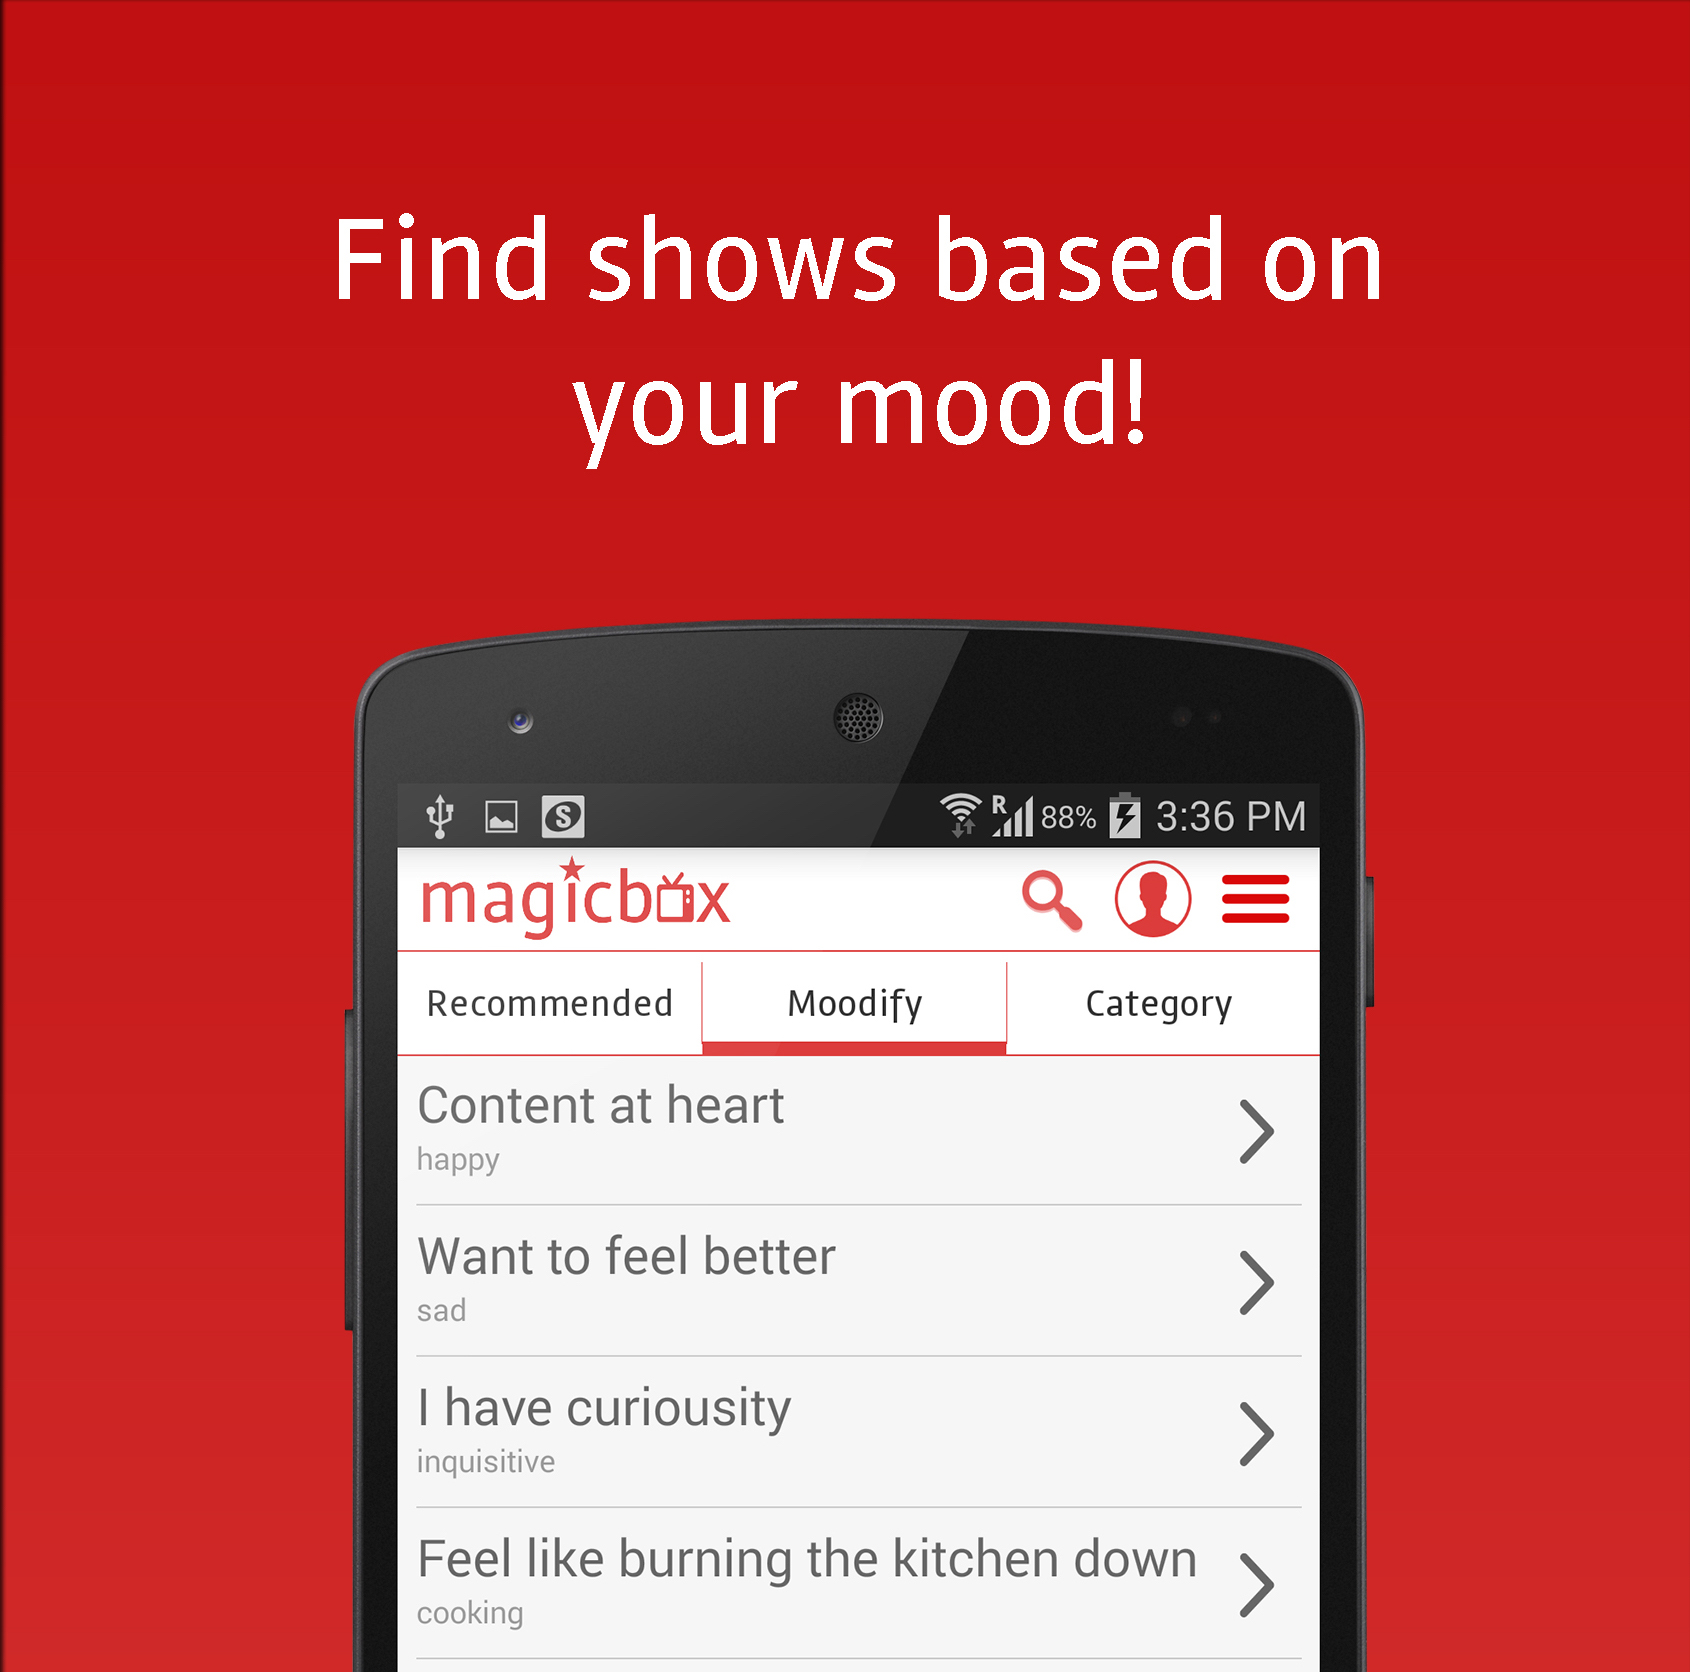 Find shows based on
your mood!
S
R 88% 3:36 PM
magicbox
Recommended Moodify Category
Content at heart
happy
Want to feel better
sad
I have curiousity
inquisitive
Feel like burning the kitchen down
cooking